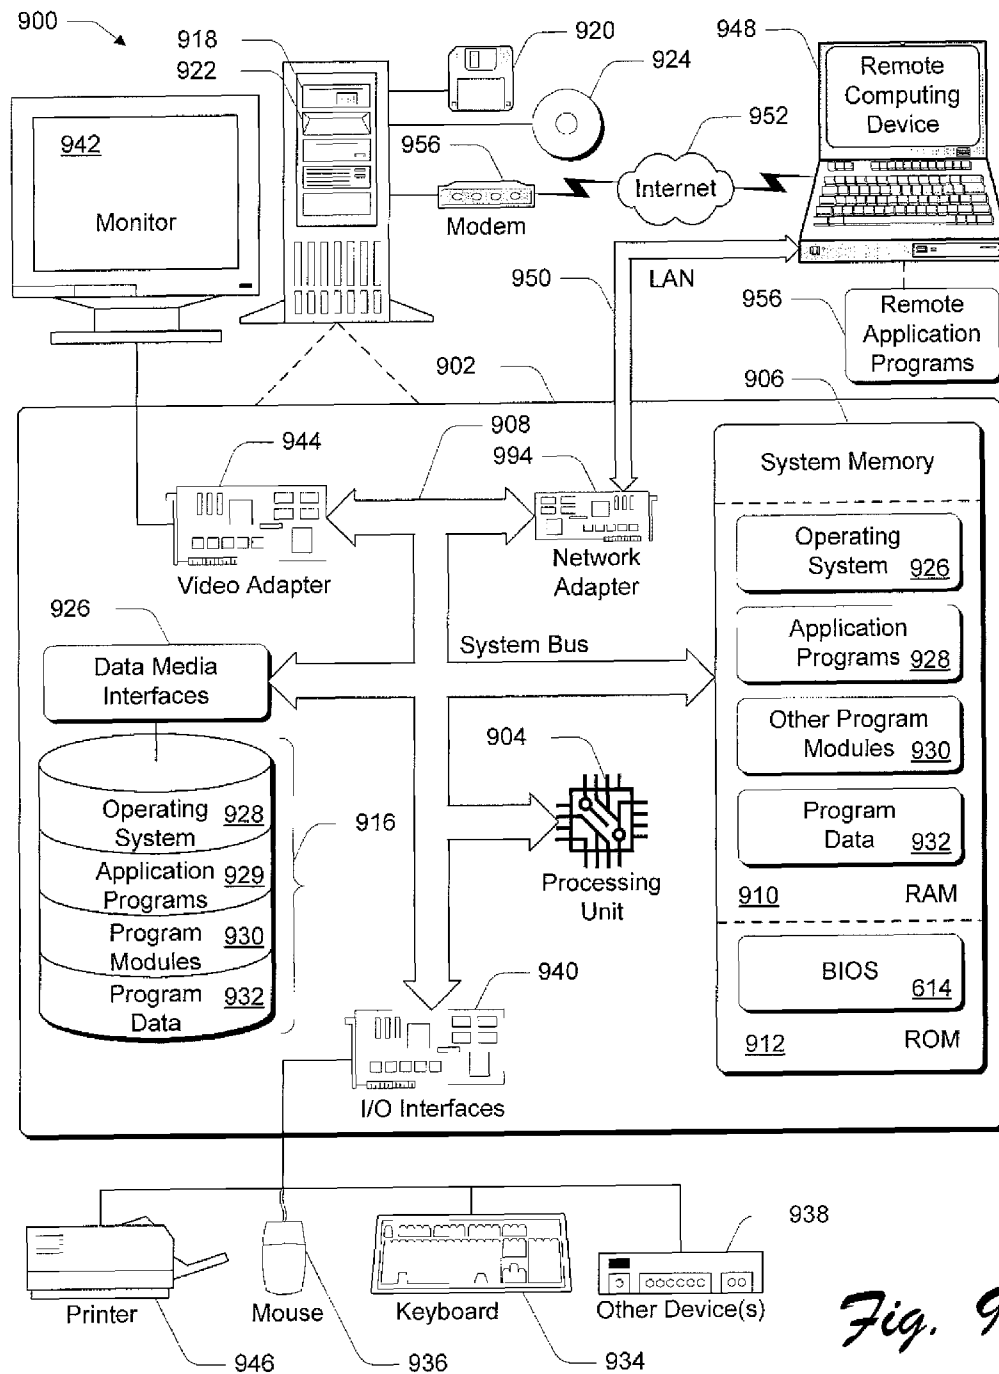 900
918
922
920
924
948
Remote
Computing
Device
942
Monitor
956
Modem
952
Internet
950
LAN
956
Remote
Application
Programs
902
906
908
944
994
System Memory
Video Adapter
Network
Adapter
Operating
System 926
926
Data Media
Interfaces
System Bus
Application
Programs 928
Other Program
Modules 930
904
Processing
Unit
Program
Data 932
910 RAM
Operating 928
System
Application 929
Programs
Program 930
Modules
Program 932
Data
916
BIOS
614
912 ROM
940
I/O Interfaces
Printer
946
Mouse
936
Keyboard
934
938
Other Device(s)
Fig. 9